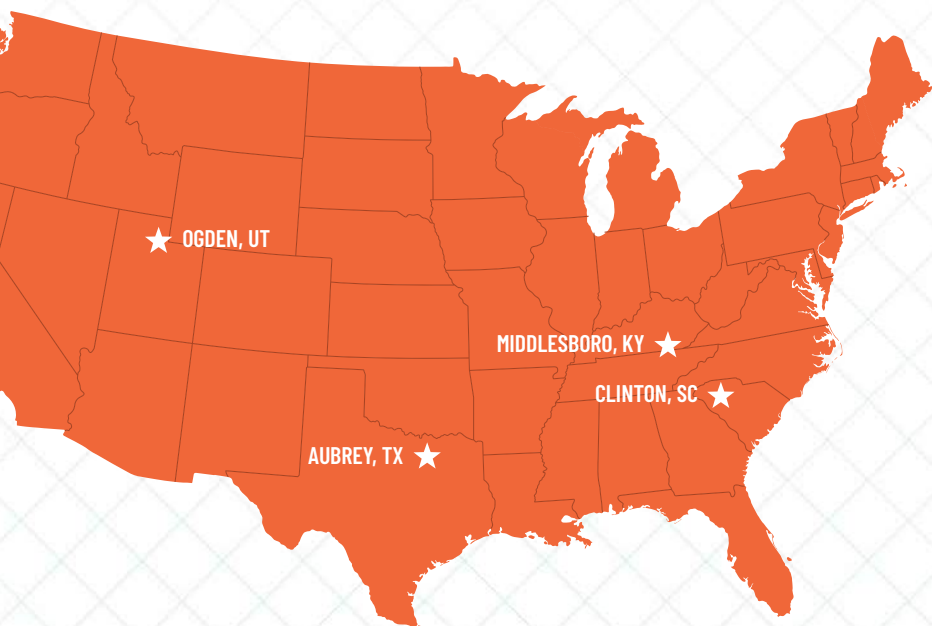 OGDEN, UT
MIDDLESBORO, KY
CLINTON, SC
AUBREY, TX